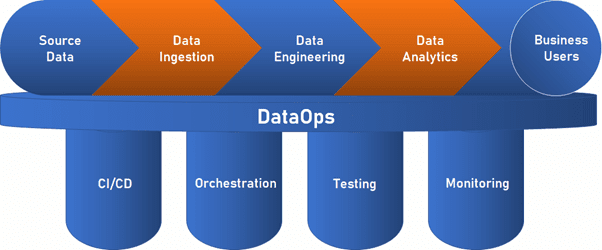 Source
Data
Data
Ingestion
Data
Engineering
Data
Analytics
Business
Users
DataOps
CI/CD
Orchestration
Testing
Monitoring